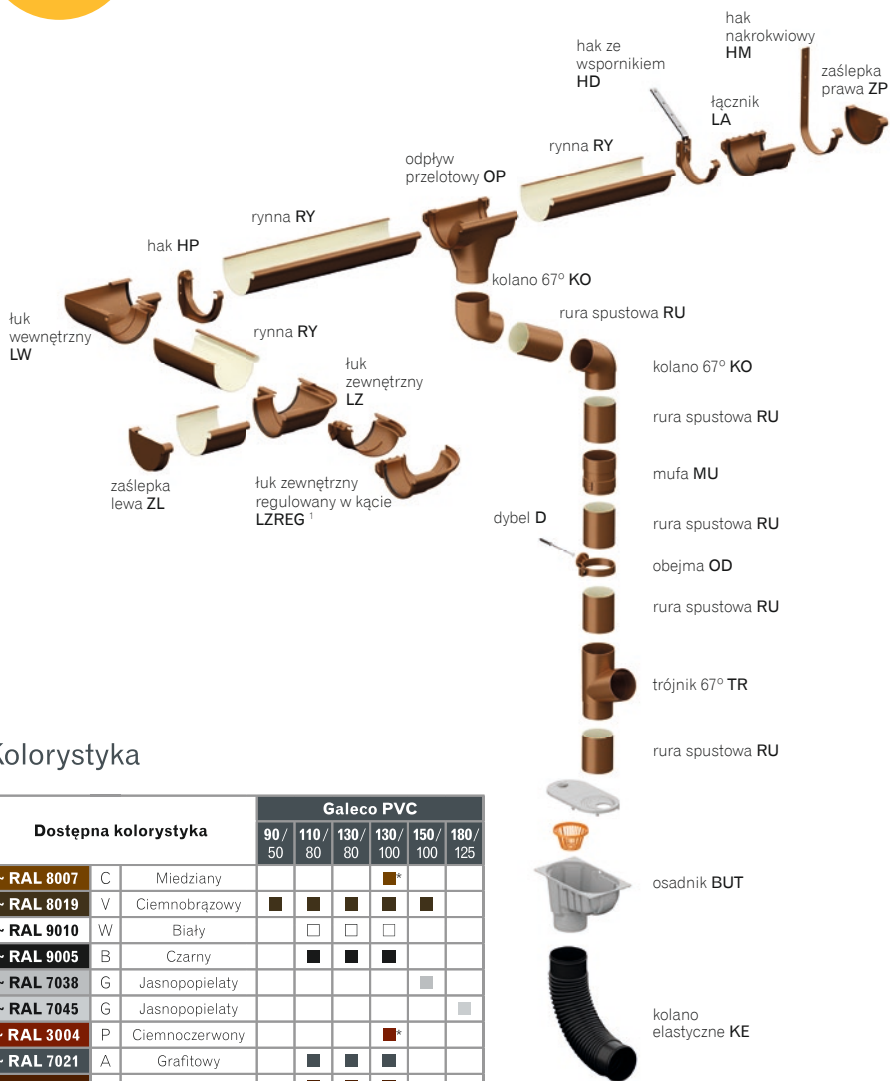 hak
nakrokwiowy
HM
hak ze
wspornikiem
HD
zaślepka
prawa ZP
łącznik
LA
rynna RY
odpływ
przelotowy OP
rynna RY
hak HP
kolano 67º KO
łuk
wewnętrzny
LW
rynna RY
rura spustowa RU
łuk
zewnętrzny
LZ
kolano 67º KO
rura spustowa RU
zaślepka
lewa ZL
łuk zewnętrzny
regulowany w kącie
LZREG ¹
mufa MU
dybel D
rura spustowa RU
obejma OD
rura spustowa RU
trójnik 67º TR
rura spustowa RU
osadnik BUT
kolano
elastyczne KE
Kolorystyka
Dostępna kolorystyka
Galeco PVC
90/ 110/ 130/ 130/ 150/ 180/
50 80 80 100 100 125
~ RAL 8007 C Miedziany *
~ RAL 8019 V Ciemnobrązowy
~ RAL 9010 W Biały
~ RAL 9005 B Czarny
~ RAL 7038 G Jasnopopielaty
~ RAL 7045 G Jasnopopielaty
~ RAL 3004 P Ciemnoczerwony *
~ RAL 7021 A Grafitowy